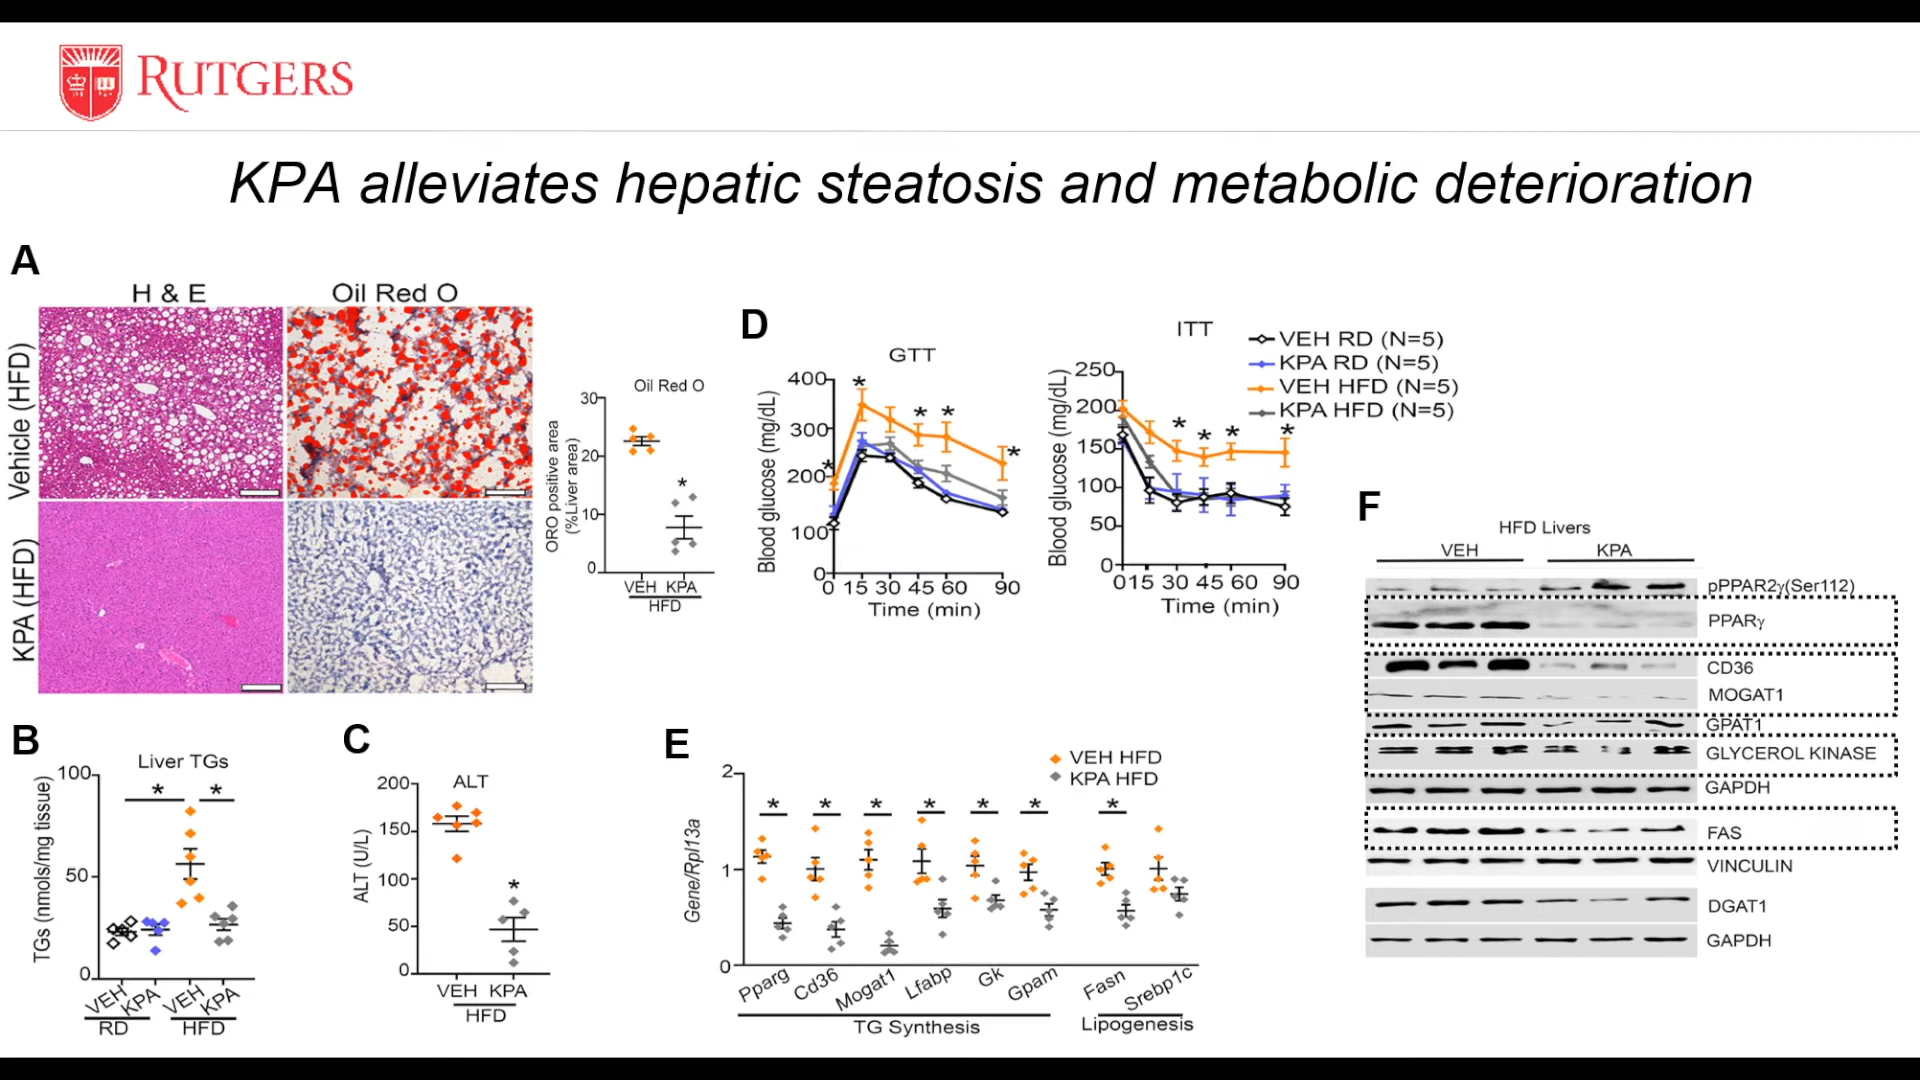 RUTGERS
KPA alleviates hepatic steatosis and metabolic deterioration
A
H & E
Oil Red O
Vehicle (HFD)
KPA (HFD)
Oil Red O
ORO positive area
(%Liver area)
30
20
10
0
VEH KPA
HFD
*
D
GTT
Blood glucose (mg/dL)
400
300
200
100
0
* * * * *
0 15 30 45 60 90
Time (min)
ITT
Blood glucose (mg/dL)
250
200
150
100
50
0
* * * *
0 15 30 45 60 90
Time (min)
VEH RD (N=5)
KPA RD (N=5)
VEH HFD (N=5)
KPA HFD (N=5)
B
Liver TGs
TGs (nmols/mg tissue)
100
50
0
* *
VEH KPA VEH KPA
RD HFD
C
ALT
ALT (U/L)
200
150
100
50
0
*
VEH KPA
HFD
E
VEH HFD
KPA HFD
Gene/Rpl13a
2
1
0
* * * * * * *
Pparg Cd36 Mogat1 Lfabp Gk Gpam Fasn Srebp1c
TG Synthesis Lipogenesis
F
HFD Livers
VEH KPA
pPPAR2γ(Ser112)
PPARγ
CD36
MOGAT1
GPAT1
GLYCEROL KINASE
GAPDH
FAS
VINCULIN
DGAT1
GAPDH